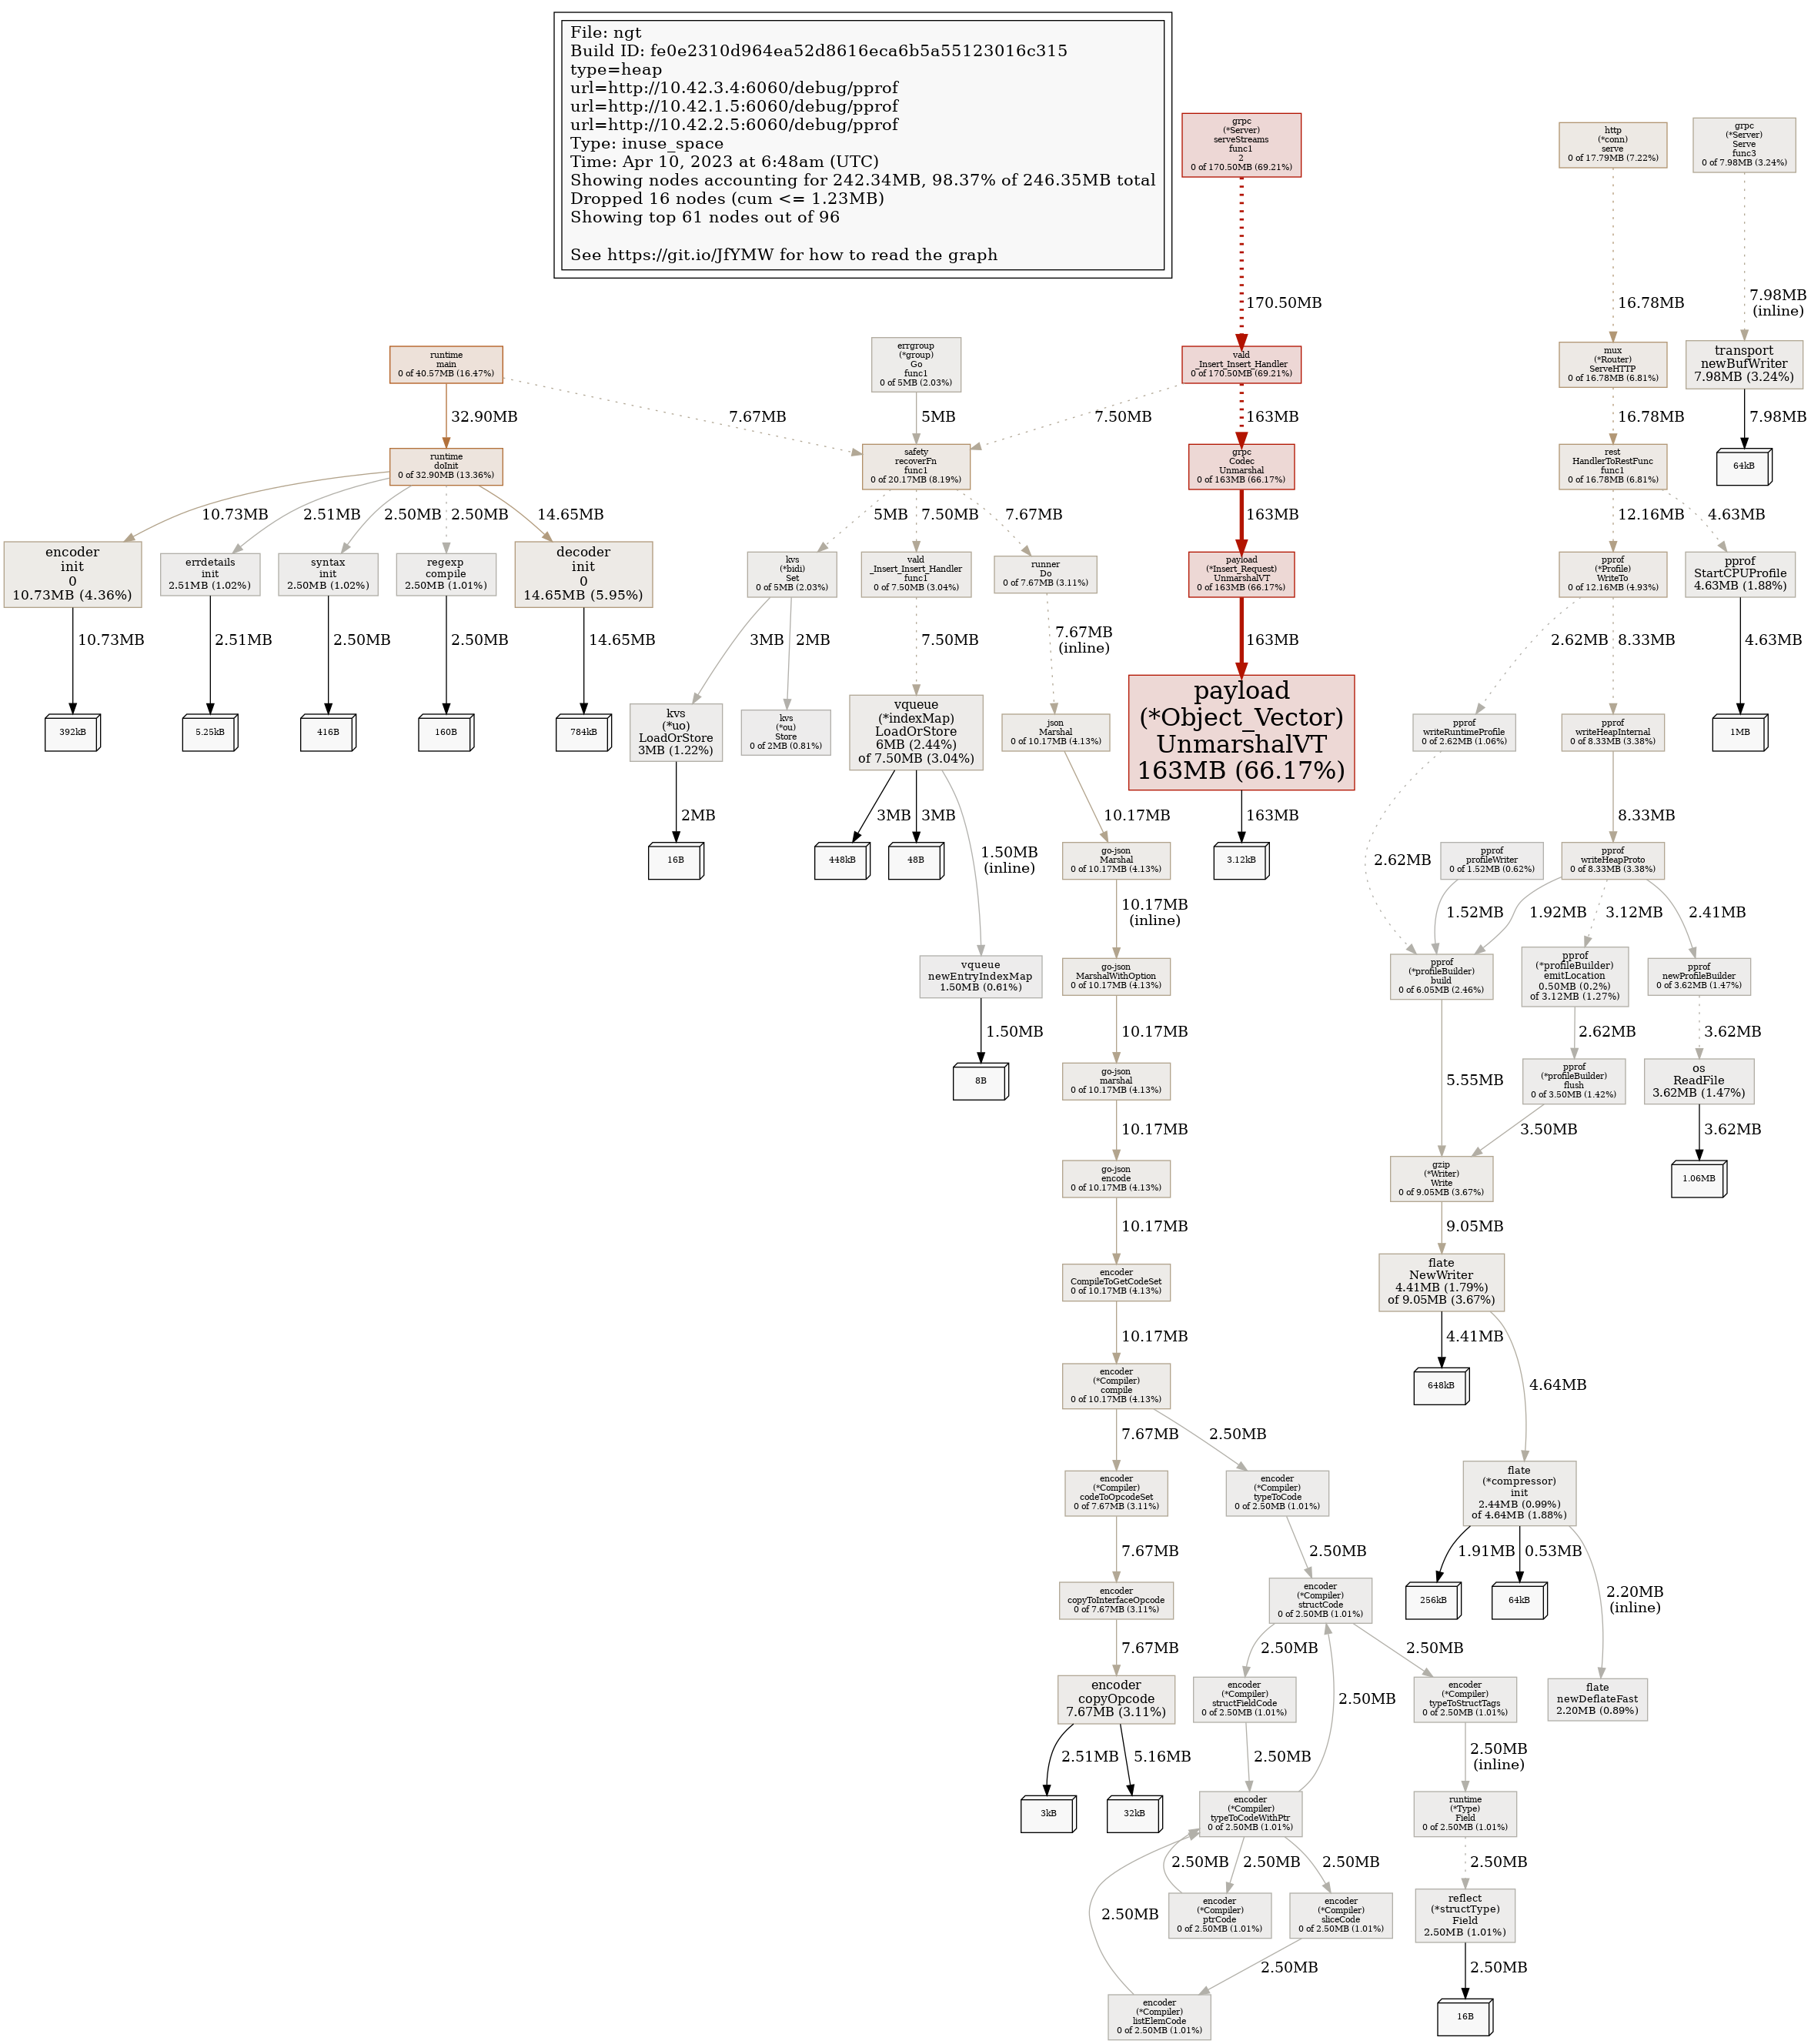 File: ngt
Build ID: fe0e2310d964ea52d8616eca6b5a55123016c315
type=heap
url=http://10.42.3.4:6060/debug/pprof
url=http://10.42.1.5:6060/debug/pprof
url=http://10.42.2.5:6060/debug/pprof
Type: inuse_space
Time: Apr 10, 2023 at 6:48am (UTC)
Showing nodes accounting for 242.34MB, 98.37% of 246.35MB total
Dropped 16 nodes (cum <= 1.23MB)
Showing top 61 nodes out of 96
See https://git.io/JfYMW for how to read the graph
grpc
(*Server)
serveStreams
func1
2
0 of 170.50MB (69.21%)
http
(*conn)
serve
0 of 17.79MB (7.22%)
grpc
(*Server)
Serve
func3
0 of 7.98MB (3.24%)
170.50MB
16.78MB
7.98MB
(inline)
runtime
main
0 of 40.57MB (16.47%)
errgroup
(*group)
Go
func1
0 of 5MB (2.03%)
vald
_Insert_Insert_Handler
0 of 170.50MB (69.21%)
mux
(*Router)
ServeHTTP
0 of 16.78MB (6.81%)
transport
newBufWriter
7.98MB (3.24%)
32.90MB
7.67MB
5MB
7.50MB
163MB
16.78MB
7.98MB
runtime
doInit
0 of 32.90MB (13.36%)
safety
recoverFn
func1
0 of 20.17MB (8.19%)
grpc
Codec
Unmarshal
0 of 163MB (66.17%)
rest
HandlerToRestFunc
func1
0 of 16.78MB (6.81%)
64kB
10.73MB
2.51MB
2.50MB
2.50MB
14.65MB
5MB
7.50MB
7.67MB
163MB
12.16MB
4.63MB
encoder
init
0
10.73MB (4.36%)
errdetails
init
2.51MB (1.02%)
syntax
init
2.50MB (1.02%)
regexp
compile
2.50MB (1.01%)
decoder
init
0
14.65MB (5.95%)
kvs
(*bidi)
Set
0 of 5MB (2.03%)
vald
_Insert_Insert_Handler
func1
0 of 7.50MB (3.04%)
runner
Do
0 of 7.67MB (3.11%)
payload
(*Insert_Request)
UnmarshalVT
0 of 163MB (66.17%)
pprof
(*Profile)
WriteTo
0 of 12.16MB (4.93%)
pprof
StartCPUProfile
4.63MB (1.88%)
10.73MB
2.51MB
2.50MB
2.50MB
14.65MB
3MB
2MB
7.50MB
7.67MB
(inline)
163MB
2.62MB
8.33MB
4.63MB
392kB
5.25kB
416B
160B
784kB
kvs
(*uo)
LoadOrStore
3MB (1.22%)
kvs
(*ou)
Store
0 of 2MB (0.81%)
vqueue
(*indexMap)
LoadOrStore
6MB (2.44%)
of 7.50MB (3.04%)
json
Marshal
0 of 10.17MB (4.13%)
payload
(*Object_Vector)
UnmarshalVT
163MB (66.17%)
pprof
writeRuntimeProfile
0 of 2.62MB (1.06%)
pprof
writeHeapInternal
0 of 8.33MB (3.38%)
1MB
2MB
3MB
3MB
1.50MB
(inline)
10.17MB
163MB
2.62MB
8.33MB
16B
448kB
48B
go-json
Marshal
0 of 10.17MB (4.13%)
3.12kB
pprof
profileWriter
0 of 1.52MB (0.62%)
pprof
writeHeapProto
0 of 8.33MB (3.38%)
10.17MB
(inline)
1.52MB
1.92MB
3.12MB
2.41MB
vqueue
newEntryIndexMap
1.50MB (0.61%)
go-json
MarshalWithOption
0 of 10.17MB (4.13%)
pprof
(*profileBuilder)
build
0 of 6.05MB (2.46%)
pprof
(*profileBuilder)
emitLocation
0.50MB (0.2%)
of 3.12MB (1.27%)
pprof
newProfileBuilder
0 of 3.62MB (1.47%)
1.50MB
10.17MB
5.55MB
2.62MB
3.62MB
8B
go-json
marshal
0 of 10.17MB (4.13%)
pprof
(*profileBuilder)
flush
0 of 3.50MB (1.42%)
os
ReadFile
3.62MB (1.47%)
10.17MB
3.50MB
3.62MB
go-json
encode
0 of 10.17MB (4.13%)
gzip
(*Writer)
Write
0 of 9.05MB (3.67%)
1.06MB
10.17MB
9.05MB
encoder
CompileToGetCodeSet
0 of 10.17MB (4.13%)
flate
NewWriter
4.41MB (1.79%)
of 9.05MB (3.67%)
10.17MB
4.41MB
4.64MB
encoder
(*Compiler)
compile
0 of 10.17MB (4.13%)
648kB
7.67MB
2.50MB
encoder
(*Compiler)
codeToOpcodeSet
0 of 7.67MB (3.11%)
encoder
(*Compiler)
typeToCode
0 of 2.50MB (1.01%)
flate
(*compressor)
init
2.44MB (0.99%)
of 4.64MB (1.88%)
7.67MB
2.50MB
1.91MB
0.53MB
2.20MB
(inline)
encoder
copyToInterfaceOpcode
0 of 7.67MB (3.11%)
encoder
(*Compiler)
structCode
0 of 2.50MB (1.01%)
256kB
64kB
7.67MB
2.50MB
2.50MB
2.50MB
encoder
copyOpcode
7.67MB (3.11%)
encoder
(*Compiler)
structFieldCode
0 of 2.50MB (1.01%)
encoder
(*Compiler)
typeToStructTags
0 of 2.50MB (1.01%)
flate
newDeflateFast
2.20MB (0.89%)
2.51MB
5.16MB
2.50MB
2.50MB
(inline)
3kB
32kB
encoder
(*Compiler)
typeToCodeWithPtr
0 of 2.50MB (1.01%)
runtime
(*Type)
Field
0 of 2.50MB (1.01%)
2.50MB
2.50MB
2.50MB
2.50MB
2.50MB
encoder
(*Compiler)
ptrCode
0 of 2.50MB (1.01%)
encoder
(*Compiler)
sliceCode
0 of 2.50MB (1.01%)
reflect
(*structType)
Field
2.50MB (1.01%)
2.50MB
2.50MB
encoder
(*Compiler)
listElemCode
0 of 2.50MB (1.01%)
16B